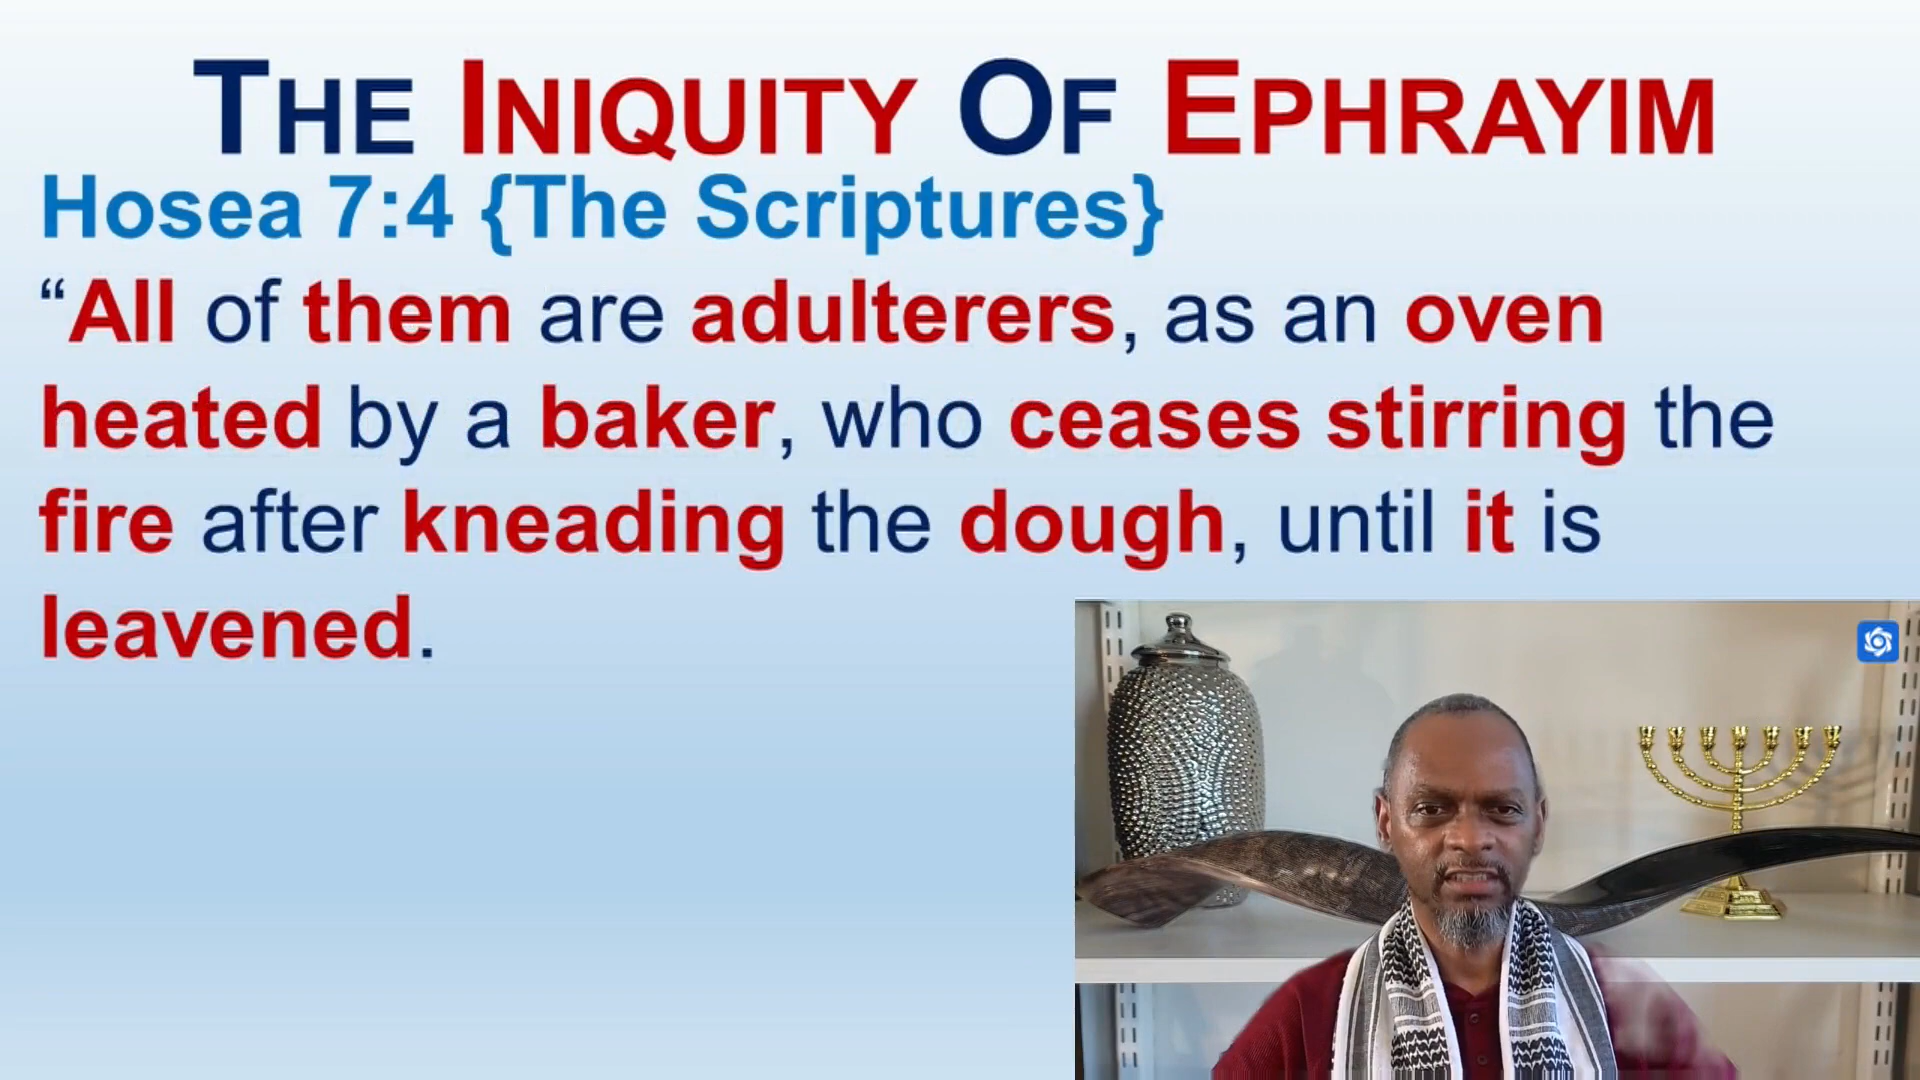 THE INIQUITY OF EPHRAYIM
Hosea 7:4 {The Scriptures}
“All of them are adulterers, as an oven
heated by a baker, who ceases stirring the
fire after kneading the dough, until it is
leavened.